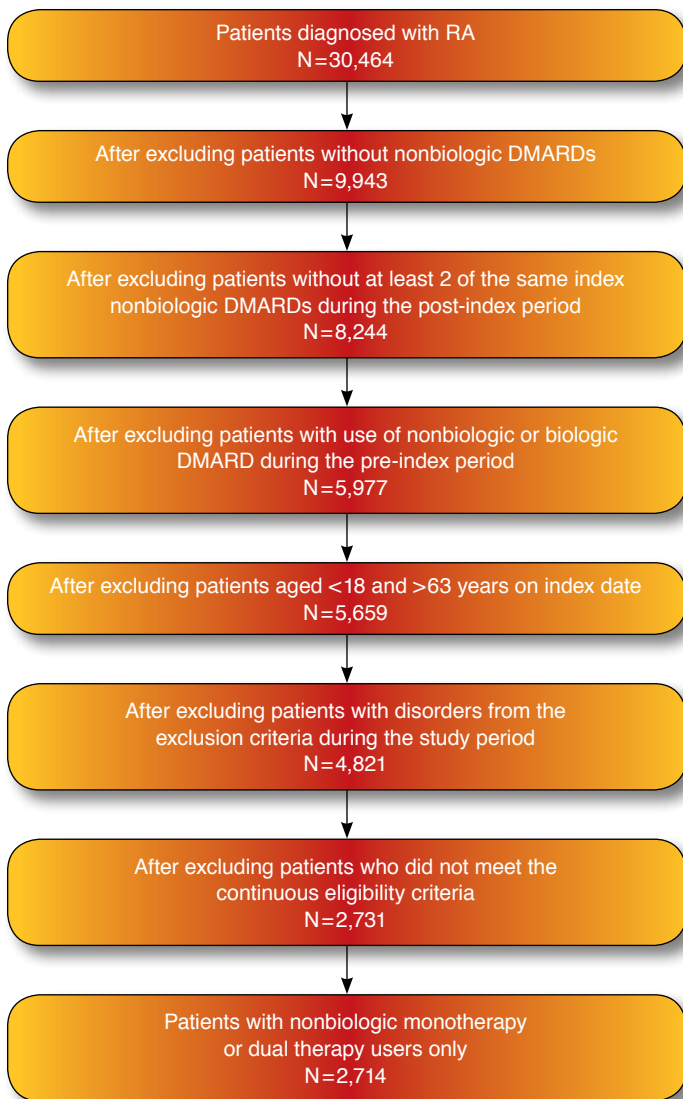 Patients diagnosed with RA
N=30,464
After excluding patients without nonbiologic DMARDs
N=9,943
After excluding patients without at least 2 of the same index
nonbiologic DMARDs during the post-index period
N=8,244
After excluding patients with use of nonbiologic or biologic
DMARD during the pre-index period
N=5,977
After excluding patients aged <18 and >63 years on index date
N=5,659
After excluding patients with disorders from the
exclusion criteria during the study period
N=4,821
After excluding patients who did not meet the
continuous eligibility criteria
N=2,731
Patients with nonbiologic monotherapy
or dual therapy users only
N=2,714